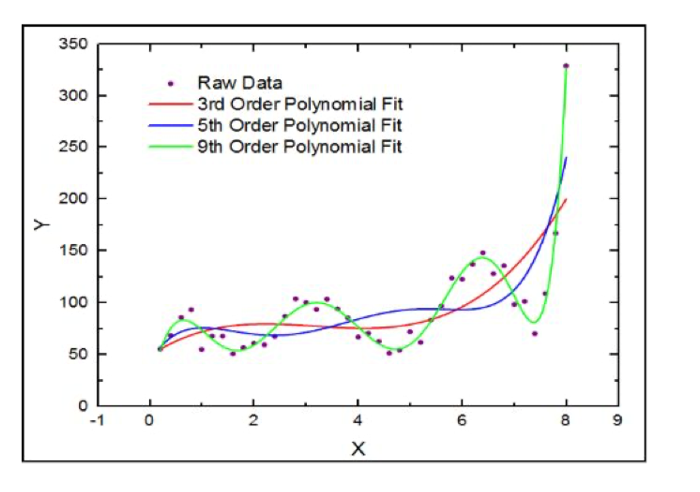 350
300
250
200
150
100
50
0
Y
Raw Data
3rd Order Polynomial Fit
5th Order Polynomial Fit
9th Order Polynomial Fit
-1 0 2 4 6 8 9
X